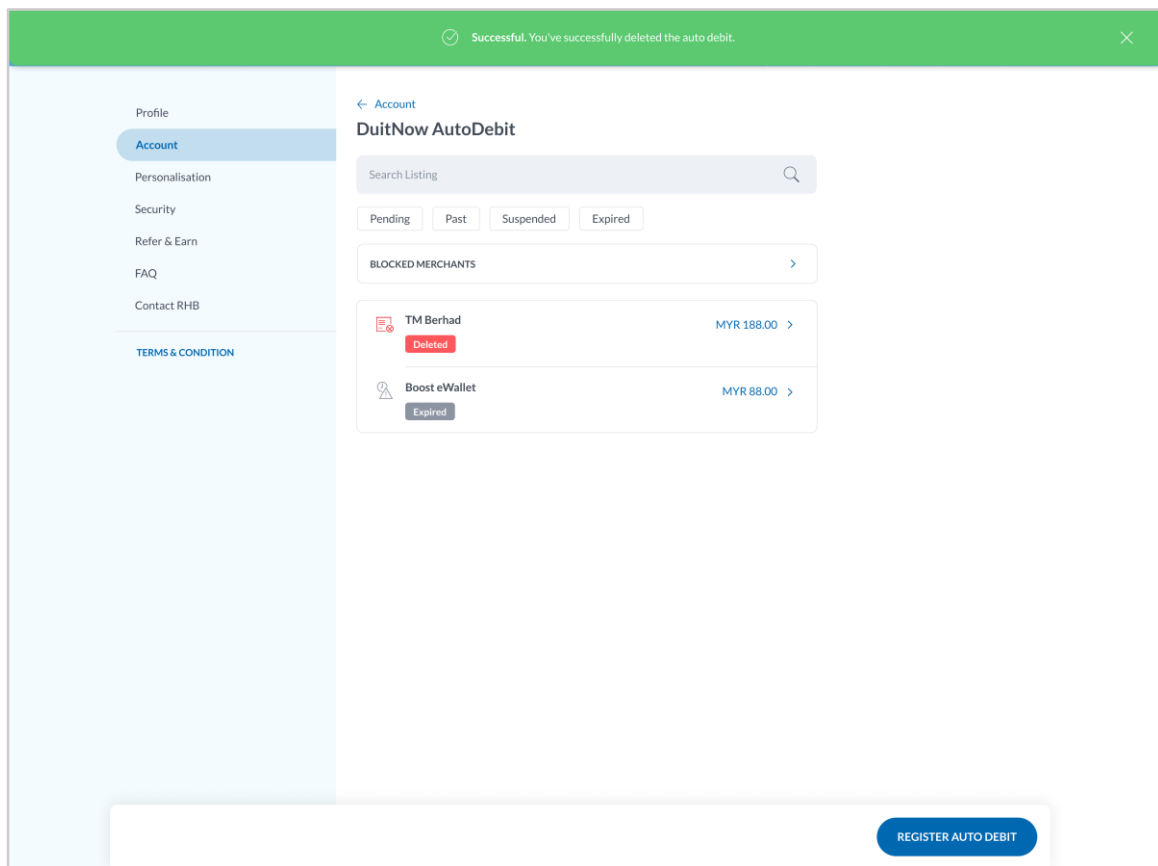 Successful. You've successfully deleted the auto debit.
Profile
Account
Personalisation
Security
Refer & Earn
FAQ
Contact RHB
TERMS & CONDITION
Account
DuitNow AutoDebit
Search Listing
Pending Past Suspended Expired
BLOCKED MERCHANTS
TM Berhad
MYR 188.00
Deleted
Boost eWallet
MYR 88.00
Expired
REGISTER AUTO DEBIT